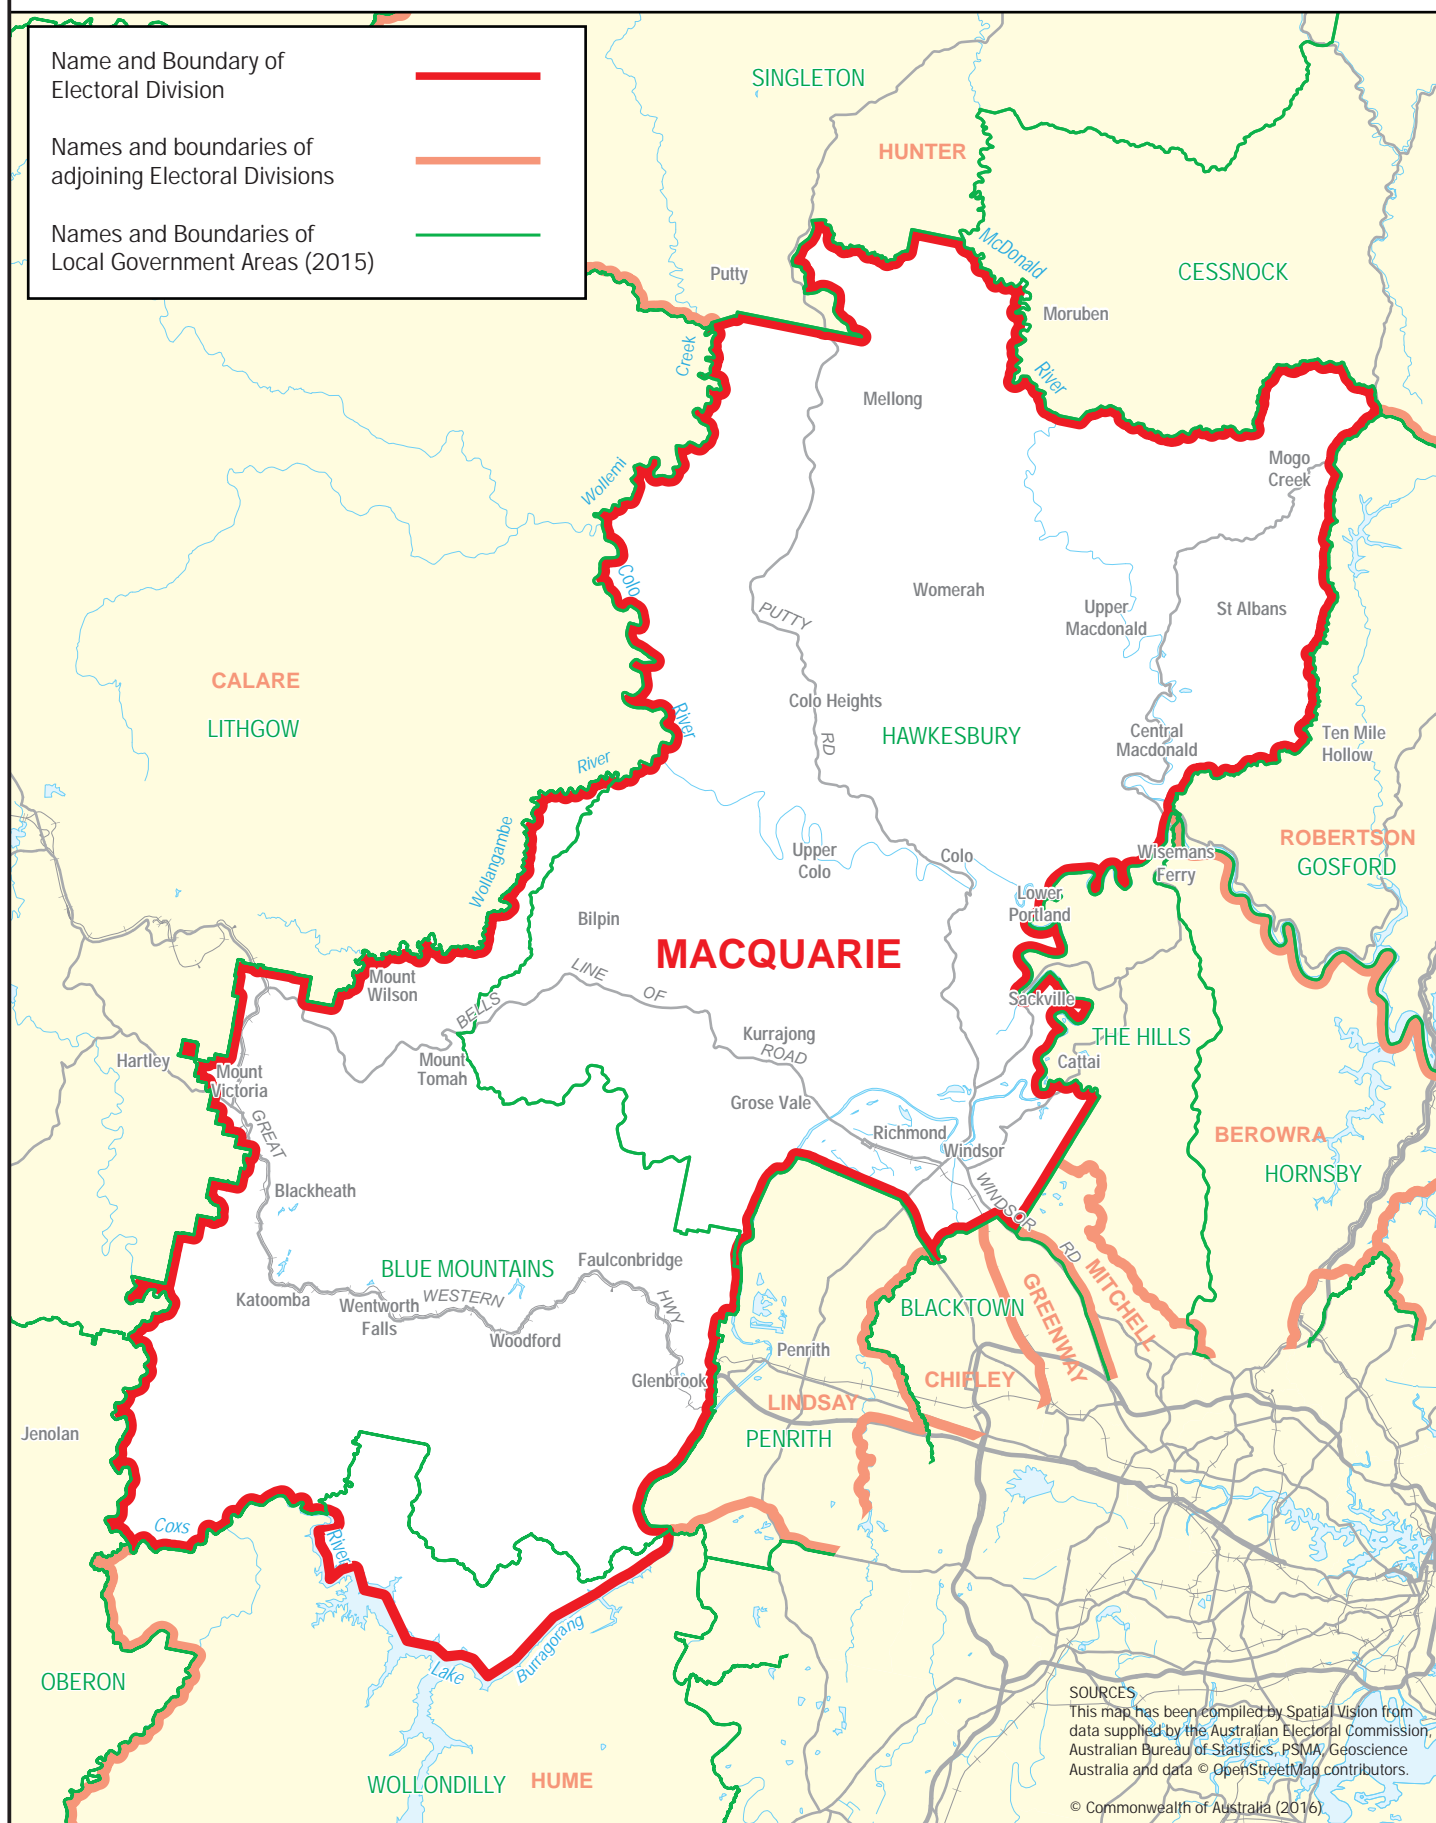 Name and Boundary of
Electoral Division
Names and boundaries of
adjoining Electoral Divisions
Names and Boundaries of
Local Government Areas (2015)
SINGLETON
HUNTER
McDonald
CESSNOCK
Putty
Moruben
Creek
River
Mellong
Mogo
Creek
Wollemi
Colo
Womerah
PUTTY
Upper
Macdonald
St Albans
CALARE
LITHGOW
Colo Heights
River
RD
HAWKESBURY
Central
Macdonald
Ten Mile
Hollow
River
Wollangambe
Upper
Colo
Colo
Wisemans
Ferry
ROBERTSON
GOSFORD
Lower
Portland
Bilpin
MACQUARIE
Mount
Wilson
LINE
OF
BELLS
Sackville
Kurrajong
ROAD
THE HILLS
Hartley
Mount
Victoria
Mount
Tomah
Cattai
Grose Vale
GREAT
Richmond
Windsor
BEROWRA
HORNSBY
Blackheath
WINDSOR
RD
BLUE MOUNTAINS
Faulconbridge
MITCHELL
Katoomba
Wentworth
Falls
WESTERN
HWY
BLACKTOWN
GREENWAY
Woodford
Penrith
Glenbrook
CHIFLEY
LINDSAY
PENRITH
Jenolan
Coxs
River
Lake
Burragorang
OBERON
WOLLONDILLY
HUME
SOURCES
This map has been compiled by Spatial Vision from
data supplied by the Australian Electoral Commission,
Australian Bureau of Statistics, PSMA, Geoscience
Australia and data © OpenStreetMap contributors.
© Commonwealth of Australia (2016)